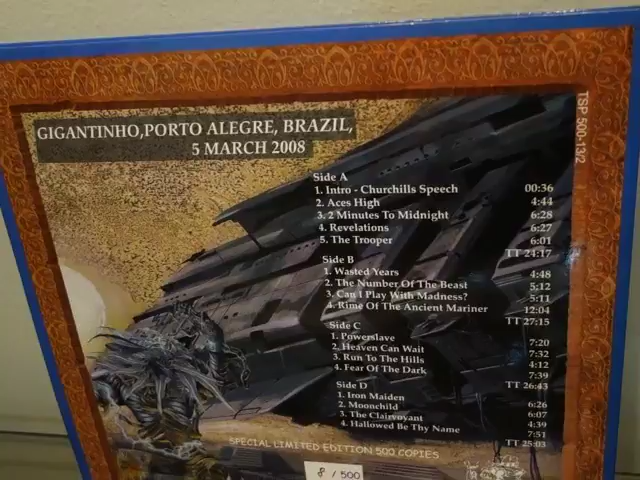 GIGANTINHO,PORTO ALEGRE, BRAZIL,
5 MARCH 2008
TSP 500-13/2
Side A
1. Intro - Churchills Speech 00:36
2. Aces High 4:44
3. 2 Minutes To Midnight 6:28
4. Revelations 6:27
5. The Trooper 6:01
TT 24:17
Side B
1. Wasted Years 4:48
2. The Number Of The Beast 5:12
3. Can I Play With Madness? 5:11
4. Rime Of The Ancient Mariner 12:04
TT 27:15
Side C
1. Powerslave 7:20
2. Heaven Can Wait 7:32
3. Run To The Hills 4:12
4. Fear Of The Dark 7:39
TT 26:43
Side D
1. Iron Maiden 6:26
2. Moonchild 6:07
3. The Clairvoyant 4:39
4. Hallowed Be Thy Name 7:51
TT 25:03
SPECIAL LIMITED EDITION 500 COPIES
8 / 500